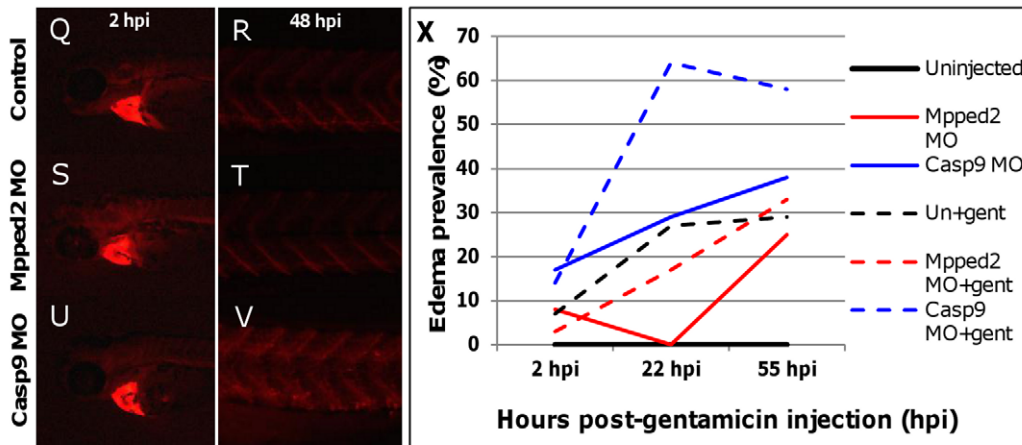 2 hpi
48 hpi
Control
Mpped2 MO
Casp9 MO
Q
R
S
T
U
V
X
Edema prevalence (%)
70
60
50
40
30
20
10
0
2 hpi
22 hpi
55 hpi
Hours post-gentamicin injection (hpi)
Uninjected
Mpped2
MO
Casp9 MO
Un+gent
Mpped2
MO+gent
Casp9
MO+gent